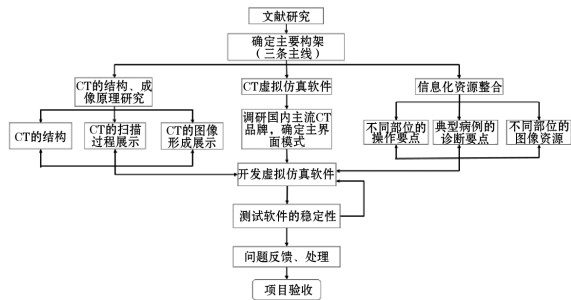 文献研究
确定主要构架
（三条主线）
CT的结构、成
像原理研究
CT虚拟仿真软件
信息化资源整合
CT的结构
CT的扫描
过程展示
CT的图像
形成展示
调研国内主流CT
品牌，确定主界
面模式
不同部位的
操作要点
典型病例的
诊断要点
不同部位的
图像资源
开发虚拟仿真软件
测试软件的稳定性
问题反馈、处理
项目验收